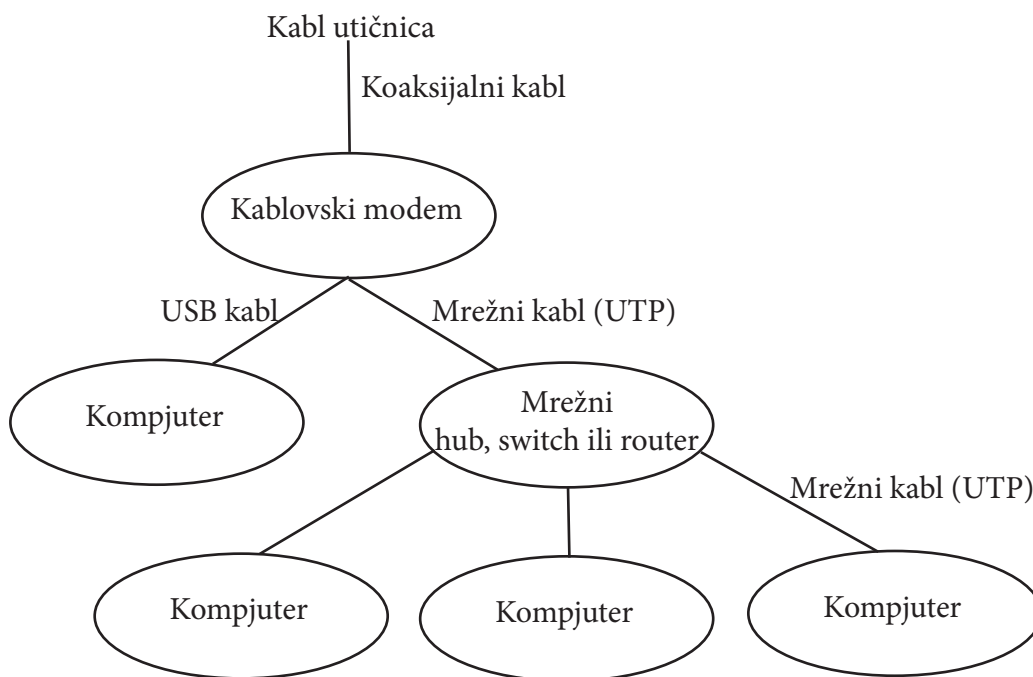 Kabl utičnica
Koaksijalni kabl
Kablovski modem
USB kabl
Mrežni kabl (UTP)
Kompjuter
Mrežni
hub, switch ili router
Mrežni kabl (UTP)
Kompjuter
Kompjuter
Kompjuter